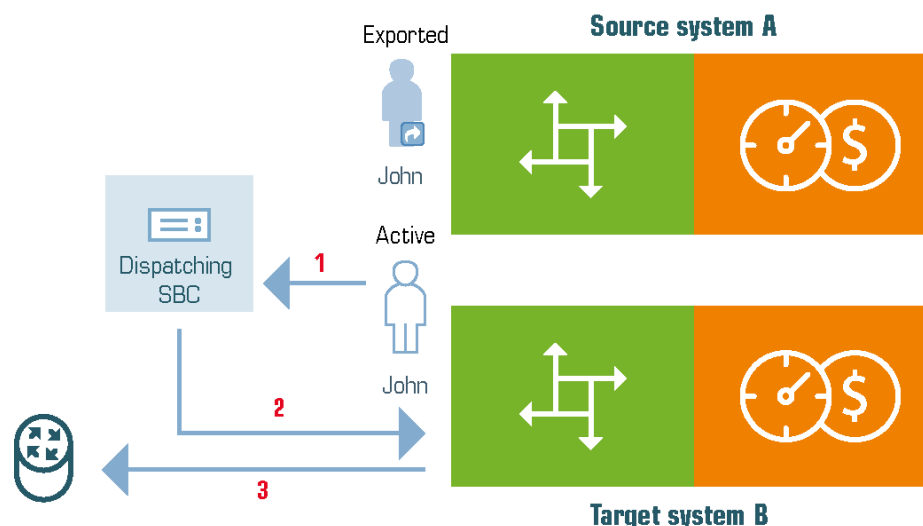 Exported
Source system A
John
$
Dispatching
SBC
Active
1
John
2
3
$
Target system B